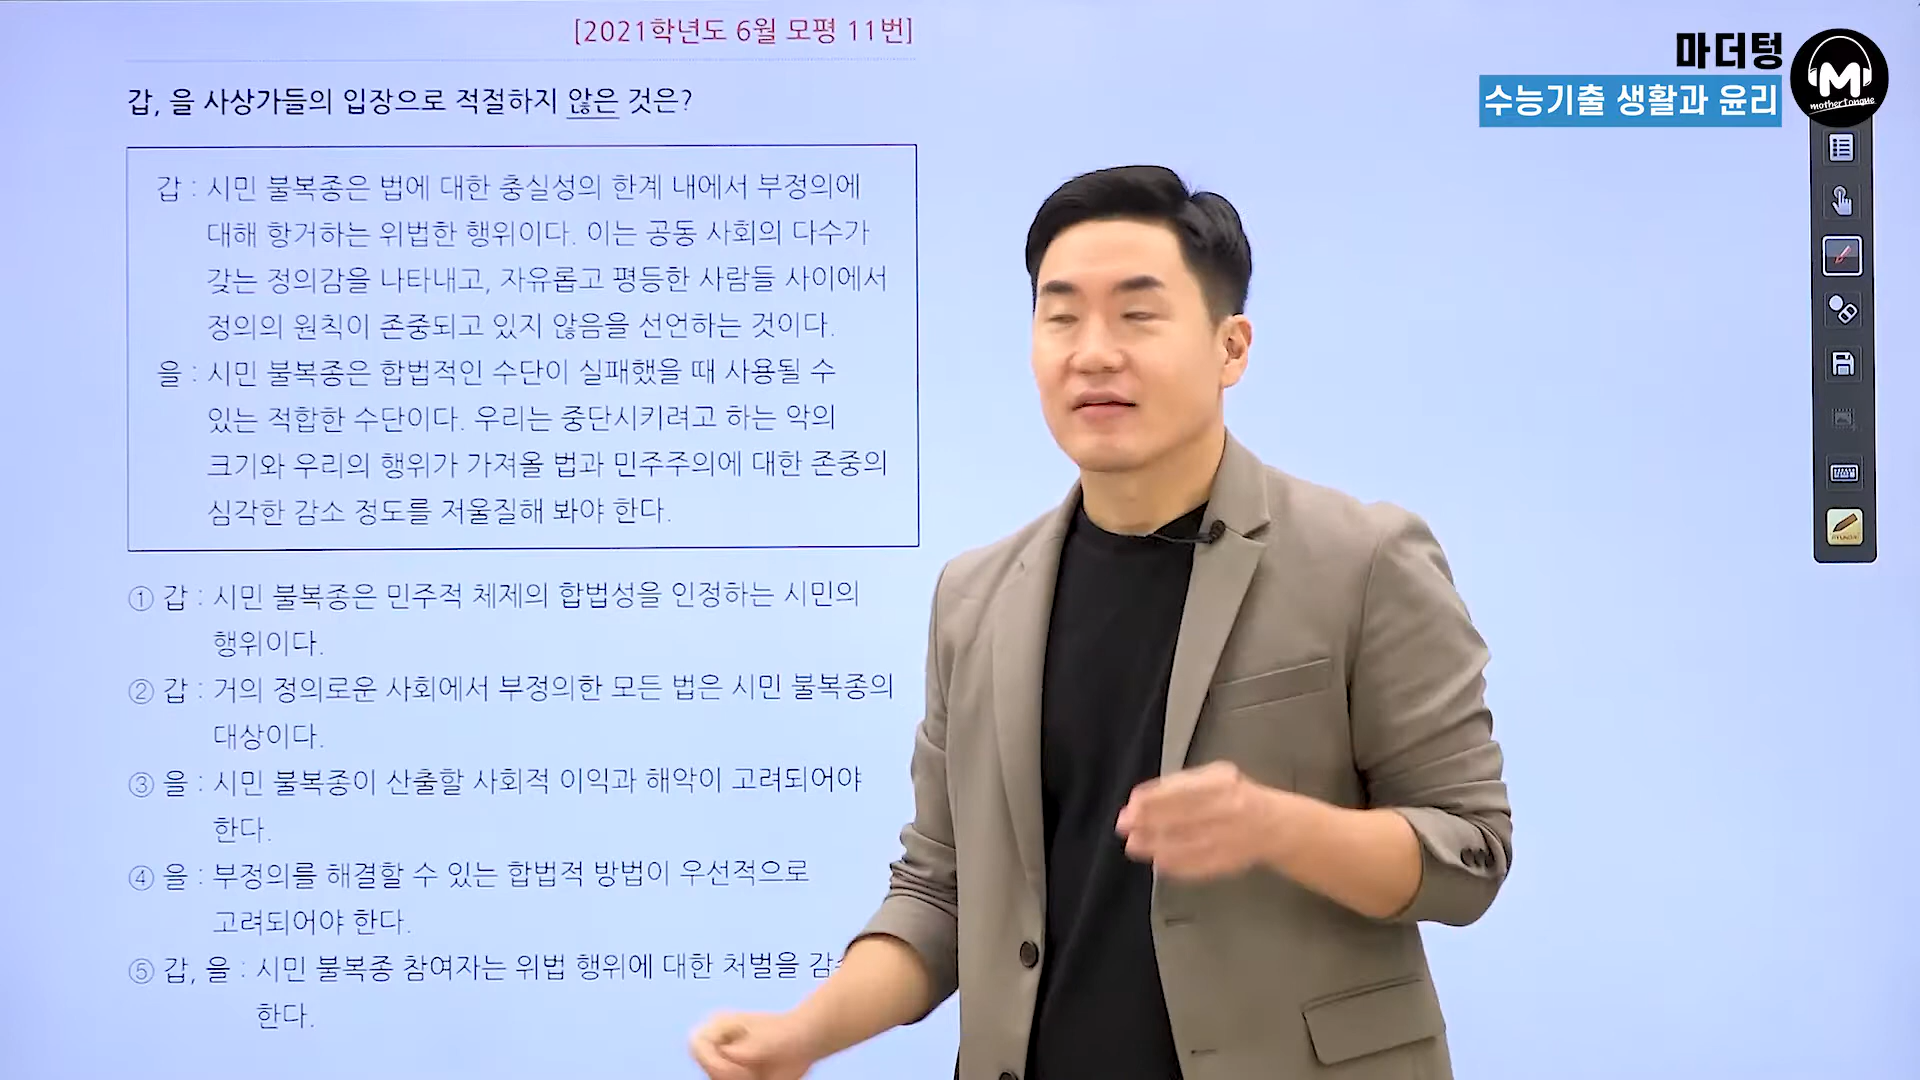 [2021학년도 6월 모평 11번]
마더텅
수능기출 생활과 윤리
mothertongue
갑, 을 사상가들의 입장으로 적절하지 않은 것은?
갑 : 시민 불복종은 법에 대한 충실성의 한계 내에서 부정의에
대해 항거하는 위법한 행위이다. 이는 공동 사회의 다수가
갖는 정의감을 나타내고, 자유롭고 평등한 사람들 사이에서
정의의 원칙이 존중되고 있지 않음을 선언하는 것이다.
을 : 시민 불복종은 합법적인 수단이 실패했을 때 사용될 수
있는 적합한 수단이다. 우리는 중단시키려고 하는 악의
크기와 우리의 행위가 가져올 법과 민주주의에 대한 존중의
심각한 감소 정도를 저울질해 봐야 한다.
① 갑 : 시민 불복종은 민주적 체제의 합법성을 인정하는 시민의
행위이다.
② 갑 : 거의 정의로운 사회에서 부정의한 모든 법은 시민 불복종의
대상이다.
③ 을 : 시민 불복종이 산출할 사회적 이익과 해악이 고려되어야
한다.
④ 을 : 부정의를 해결할 수 있는 합법적 방법이 우선적으로
고려되어야 한다.
⑤ 갑, 을 : 시민 불복종 참여자는 위법 행위에 대한 처벌을
한다.